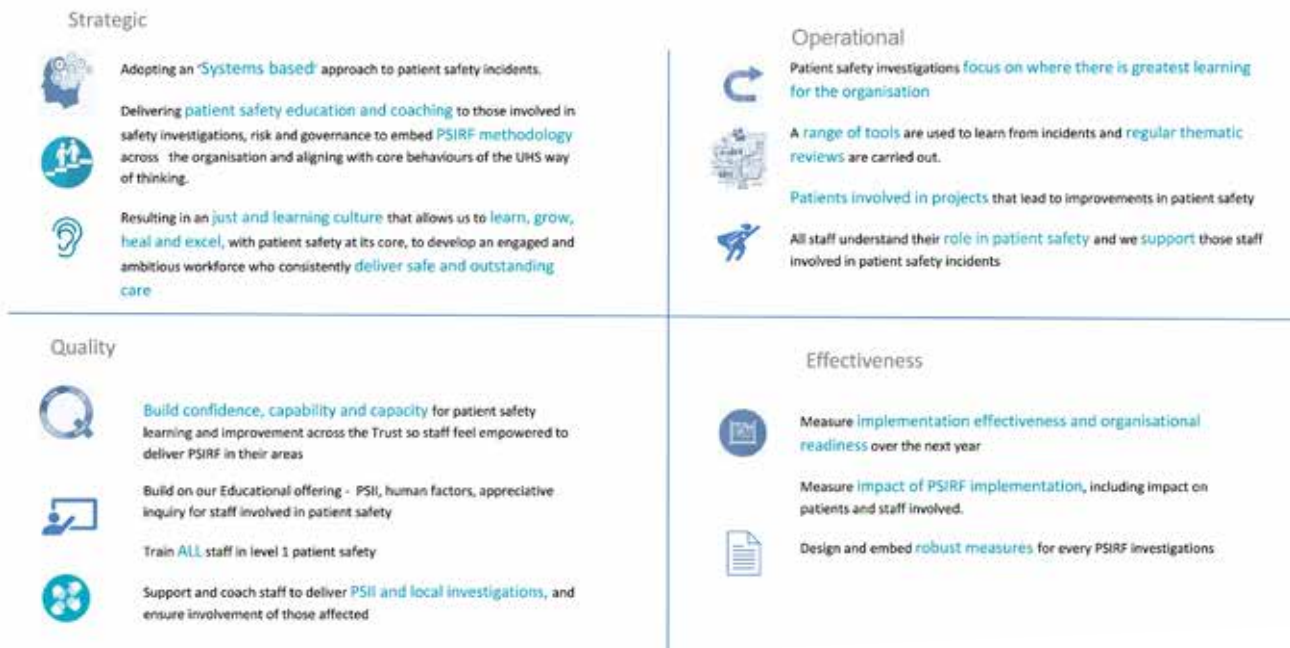 Strategic
Adopting an 'Systems based' approach to patient safety incidents.
Delivering patient safety education and coaching to those involved in
safety investigations, risk and governance to embed PSIRF methodology
across the organisation and aligning with core behaviours of the UHS way
of thinking.
Resulting in an just and learning culture that allows us to learn, grow,
heal and excel, with patient safety at its core, to develop an engaged and
ambitious workforce who consistently deliver safe and outstanding
care
Operational
Patient safety investigations focus on where there is greatest learning
for the organisation
A range of tools are used to learn from incidents and regular thematic
reviews are carried out.
Patients involved in projects that lead to improvements in patient safety
All staff understand their role in patient safety and we support those staff
involved in patient safety incidents
Quality
Build confidence, capability and capacity for patient safety
learning and improvement across the Trust so staff feel empowered to
deliver PSIRF in their areas
Build on our Educational offering - PSII, human factors, appreciative
inquiry for staff involved in patient safety
Train ALL staff in level 1 patient safety
Support and coach staff to deliver PSII and local investigations, and
ensure involvement of those affected
Effectiveness
Measure implementation effectiveness and organisational
readiness over the next year
Measure impact of PSIRF implementation, including impact on
patients and staff involved.
Design and embed robust measures for every PSIRF investigations